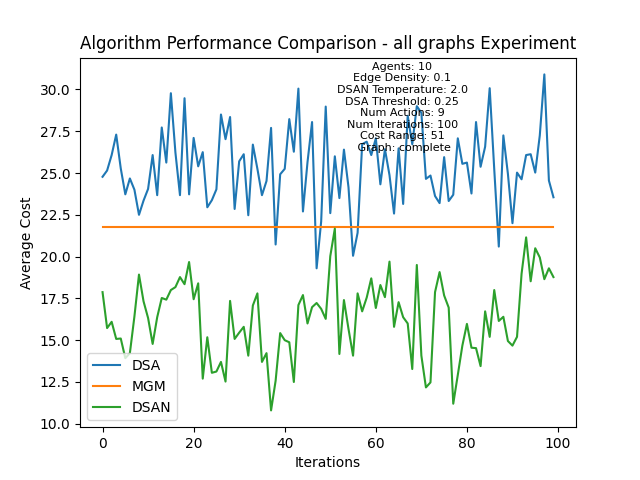 Algorithm Performance Comparison - all graphs Experiment
Agents: 10
Edge Density: 0.1
DSAN Temperature: 2.0
DSA Threshold: 0.25
Num Actions: 9
Num Iterations: 100
Cost Range: 51
Graph: complete
30.0
27.5
25.0
22.5
20.0
17.5
15.0
12.5
10.0
Average Cost
DSA
MGM
DSAN
0
20
40
60
80
100
Iterations